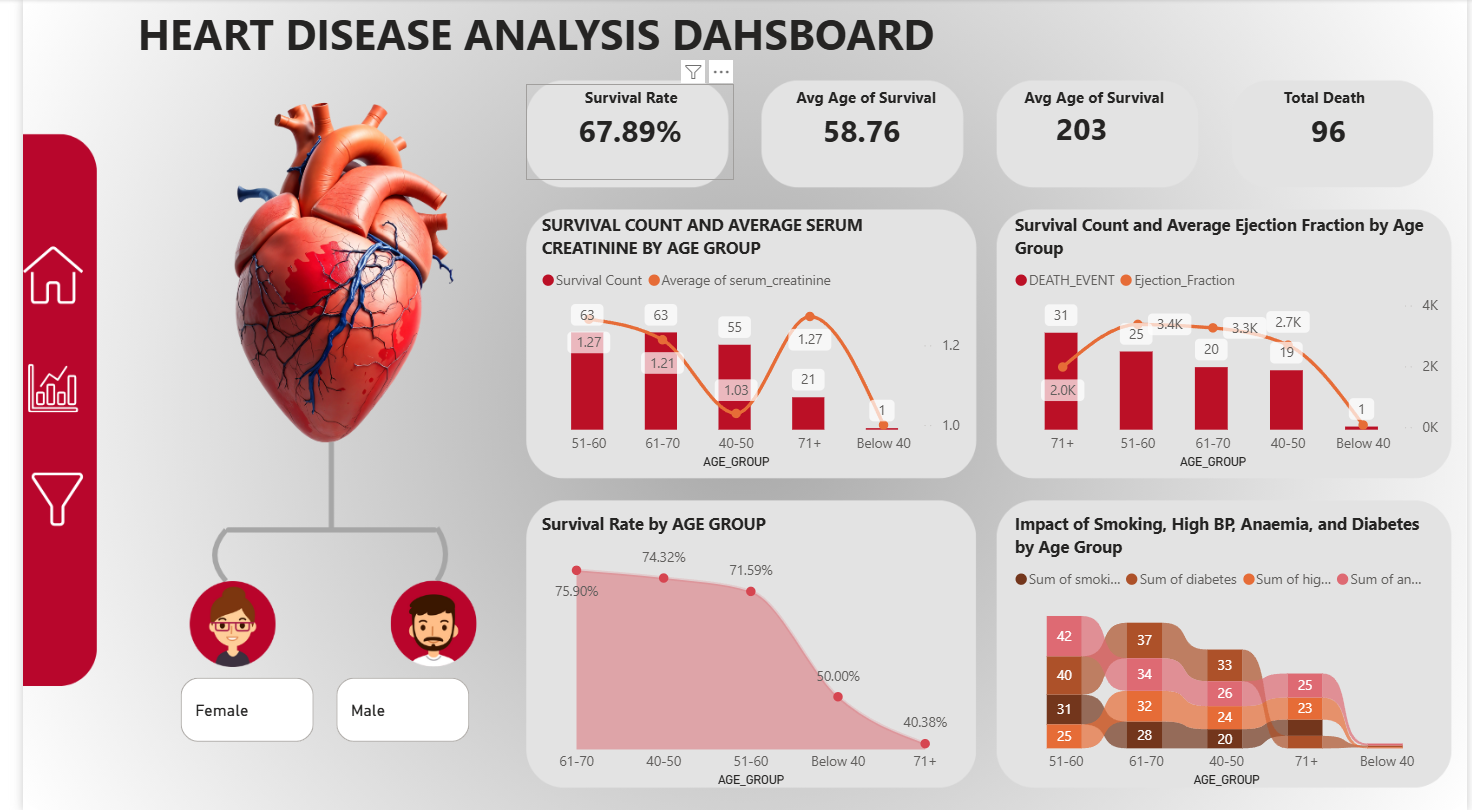 HEART DISEASE ANALYSIS DAHSBOARD
Survival Rate
67.89%
Avg Age of Survival
58.76
Avg Age of Survival
203
Total Death
96
SURVIVAL COUNT AND AVERAGE SERUM
CREATININE BY AGE GROUP
Survival Count Average of serum_creatinine
63
63
55
21
1
1.27
1.21
1.03
1.27
1.2
1.0
51-60 61-70 40-50 71+ Below 40
AGE_GROUP
Survival Count and Average Ejection Fraction by Age
Group
DEATH_EVENT Ejection_Fraction
31
25
20
19
1
2.0K
3.4K
3.3K
2.7K
4K
2K
0K
71+ 51-60 61-70 40-50 Below 40
AGE_GROUP
Survival Rate by AGE GROUP
75.90%
74.32%
71.59%
50.00%
40.38%
61-70 40-50 51-60 Below 40 71+
AGE_GROUP
Impact of Smoking, High BP, Anaemia, and Diabetes
by Age Group
Sum of smoki... Sum of diabetes Sum of hig... Sum of an...
42
40
31
25
37
34
32
28
33
26
24
20
25
23
51-60 61-70 40-50 71+ Below 40
AGE_GROUP
Female
Male